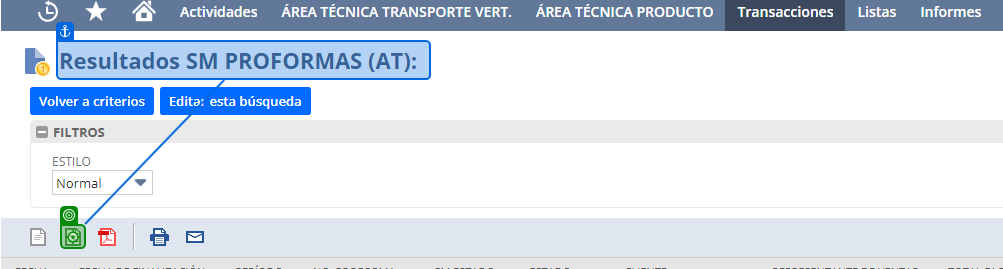 Actividades ÁREA TÉCNICA TRANSPORTE VERT. ÁREA TÉCNICA PRODUCTO Transacciones Listas Informes
Resultados SM PROFORMAS (AT):
Volver a criterios Editar esta búsqueda
FILTROS
ESTILO
Normal